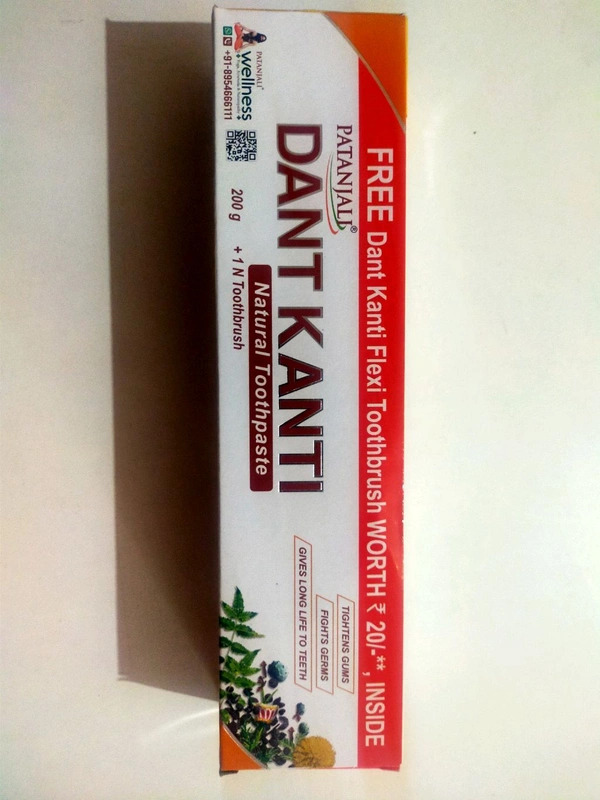 FREE Dant Kanti Flexi Toothbrush WORTH ₹ 20/-**, INSIDE
PATANJALI®
DANT KANTI
Natural Toothpaste
200 g + 1 N Toothbrush
TIGHTENS GUMS
FIGHTS GERMS
GIVES LONG LIFE TO TEETH
PATANJALI
wellness
+91-8954666111